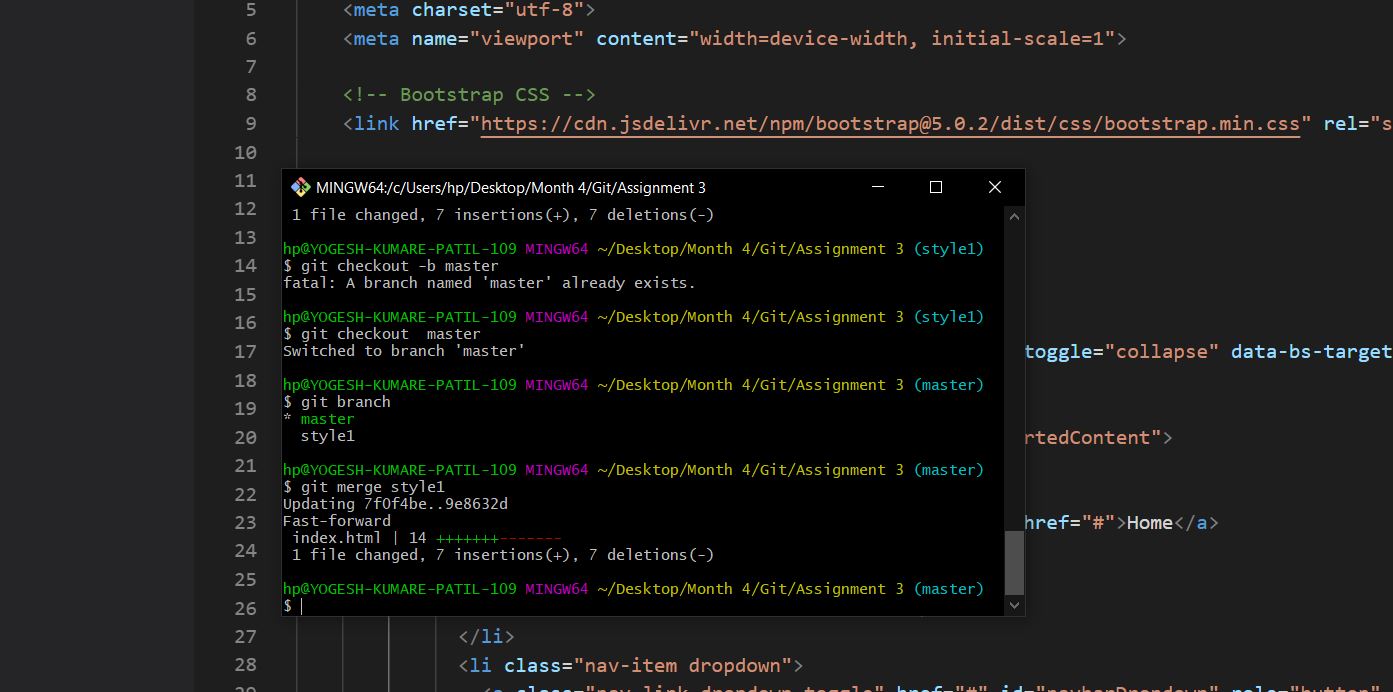 5 <meta charset="utf-8">
6 <meta name="viewport" content="width=device-width, initial-scale=1">
7
8 <!-- Bootstrap CSS -->
9 <link href="https://cdn.jsdelivr.net/npm/bootstrap@5.0.2/dist/css/bootstrap.min.css" rel="s
10
11
12
13
14
15
16
17 toggle="collapse" data-bs-target
18
19
20 rtedContent">
21
22
23 href="#">Home</a>
24
25
26
27 </li>
28 <li class="nav-item dropdown">
29 <a class="nav-link dropdown-toggle" href="#" id="navbarDropdown" role="button"
MINGW64:/c/Users/hp/Desktop/Month 4/Git/Assignment 3
1 file changed, 7 insertions(+), 7 deletions(-)
hp@YOGESH-KUMARE-PATIL-109 MINGW64 ~/Desktop/Month 4/Git/Assignment 3 (style1)
$ git checkout -b master
fatal: A branch named 'master' already exists.
hp@YOGESH-KUMARE-PATIL-109 MINGW64 ~/Desktop/Month 4/Git/Assignment 3 (style1)
$ git checkout  master
Switched to branch 'master'
hp@YOGESH-KUMARE-PATIL-109 MINGW64 ~/Desktop/Month 4/Git/Assignment 3 (master)
$ git branch
* master
style1
hp@YOGESH-KUMARE-PATIL-109 MINGW64 ~/Desktop/Month 4/Git/Assignment 3 (master)
$ git merge style1
Updating 7f0f4be..9e8632d
Fast-forward
index.html | 14 +++++++-------
1 file changed, 7 insertions(+), 7 deletions(-)
hp@YOGESH-KUMARE-PATIL-109 MINGW64 ~/Desktop/Month 4/Git/Assignment 3 (master)
$